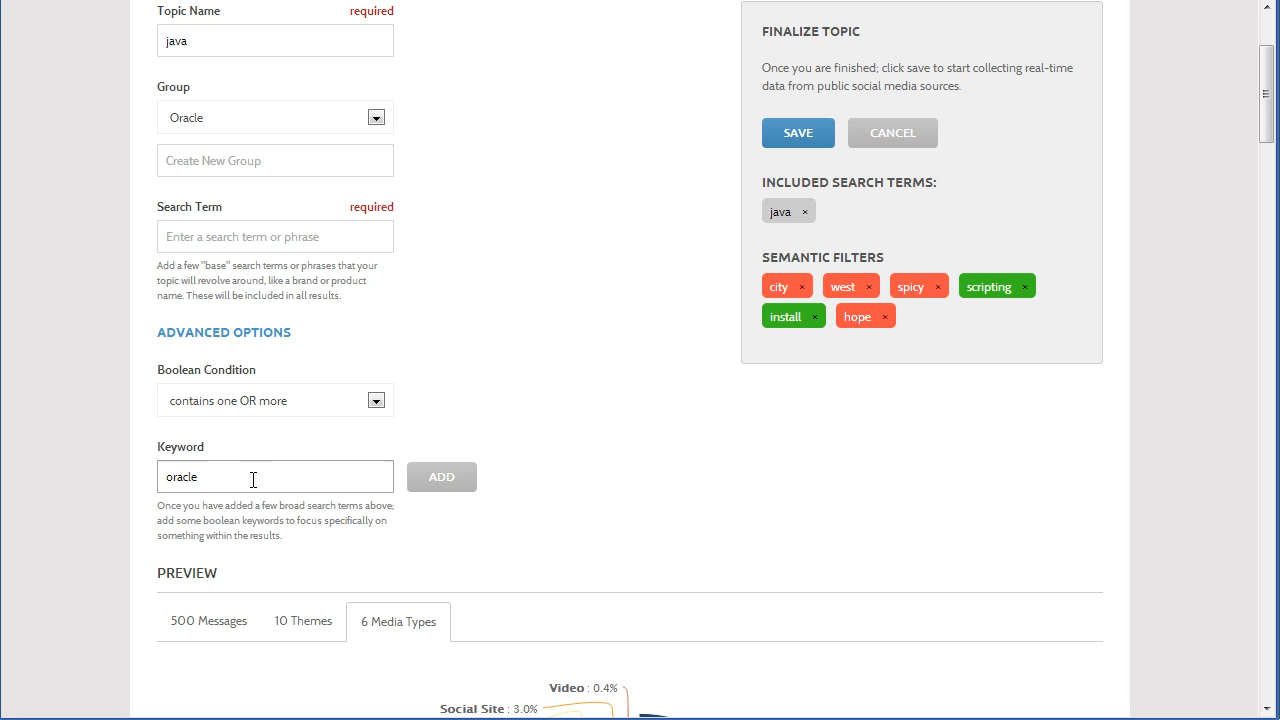 Topic Name required
java
Group
Oracle
Create New Group
Search Term required
Enter a search term or phrase
Add a few "base" search terms or phrases that your
topic will revolve around, like a brand or product
name. These will be included in all results.
ADVANCED OPTIONS
Boolean Condition
contains one OR more
Keyword
oracle
ADD
Once you have added a few broad search terms above;
add some boolean keywords to focus specifically on
something within the results.
FINALIZE TOPIC
Once you are finished; click save to start collecting real-time
data from public social media sources.
SAVE CANCEL
INCLUDED SEARCH TERMS:
java ×
SEMANTIC FILTERS
city × west × spicy × scripting ×
install × hope ×
PREVIEW
500 Messages 10 Themes 6 Media Types
Video : 0.4%
Social Site : 3.0%